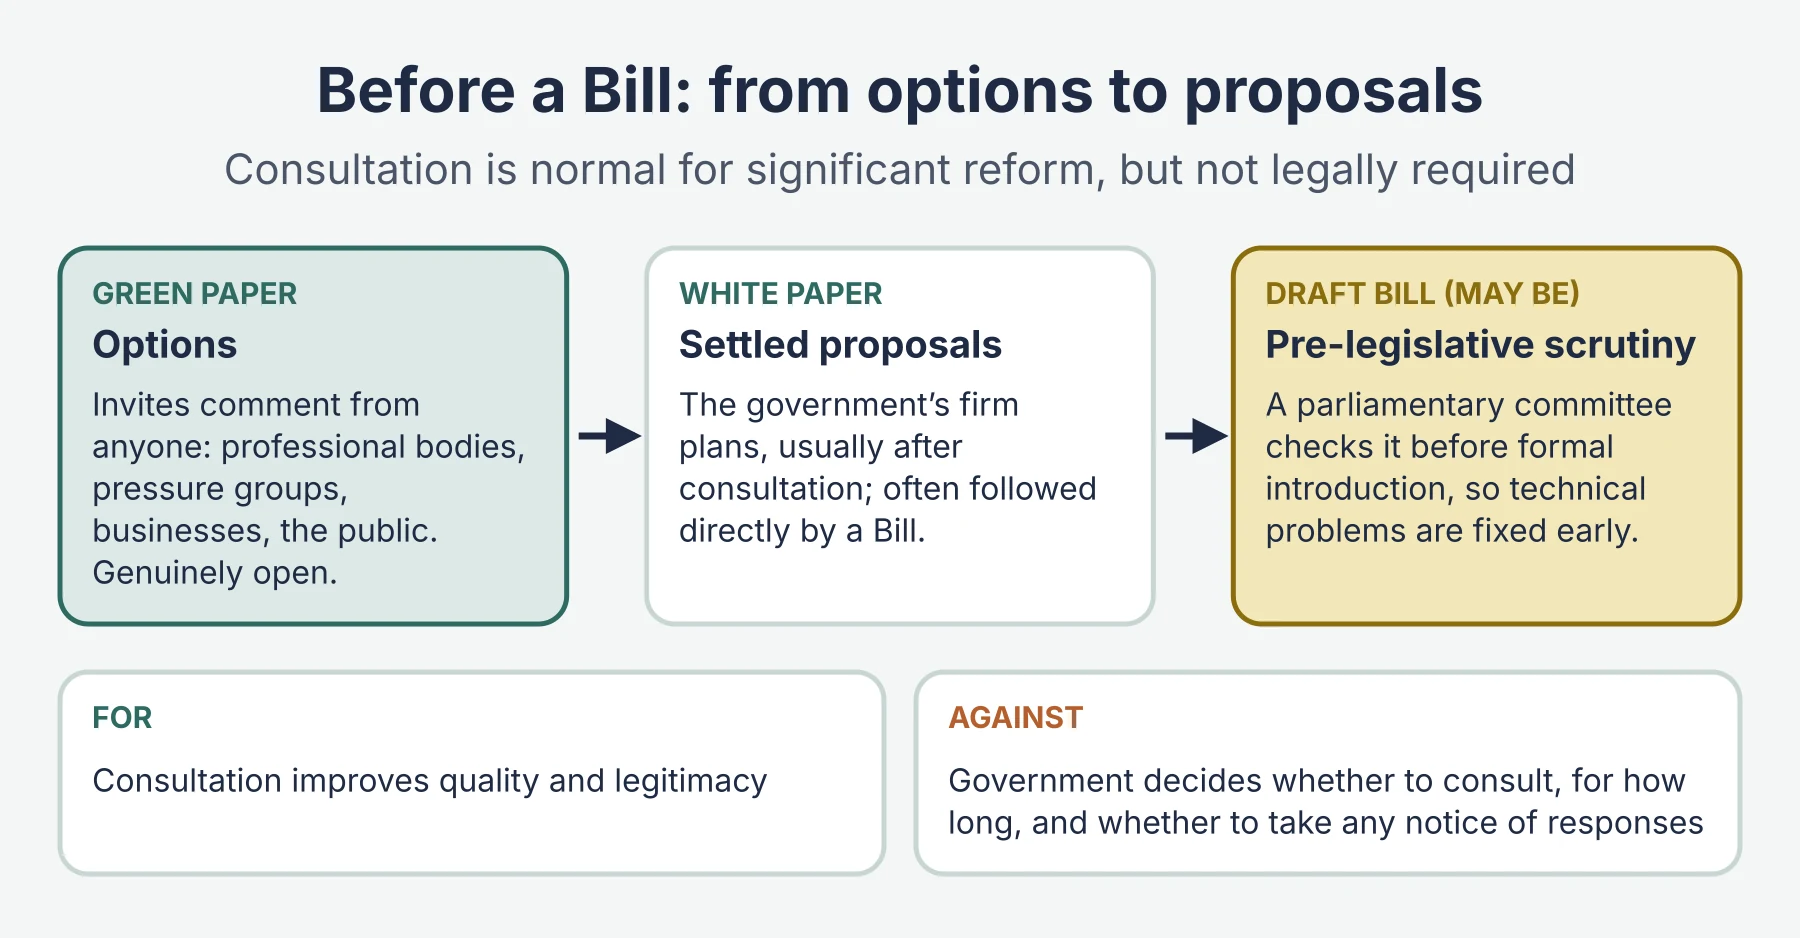 Before a Bill: from options to proposals
Consultation is normal for significant reform, but not legally required
GREEN PAPER
Options
Invites comment from
anyone: professional bodies,
pressure groups,
businesses, the public.
Genuinely open.
WHITE PAPER
Settled proposals
The government’s firm
plans, usually after
consultation; often followed
directly by a Bill.
DRAFT BILL (MAY BE)
Pre-legislative scrutiny
A parliamentary committee
checks it before formal
introduction, so technical
problems are fixed early.
FOR
Consultation improves quality and legitimacy
AGAINST
Government decides whether to consult, for how
long, and whether to take any notice of responses